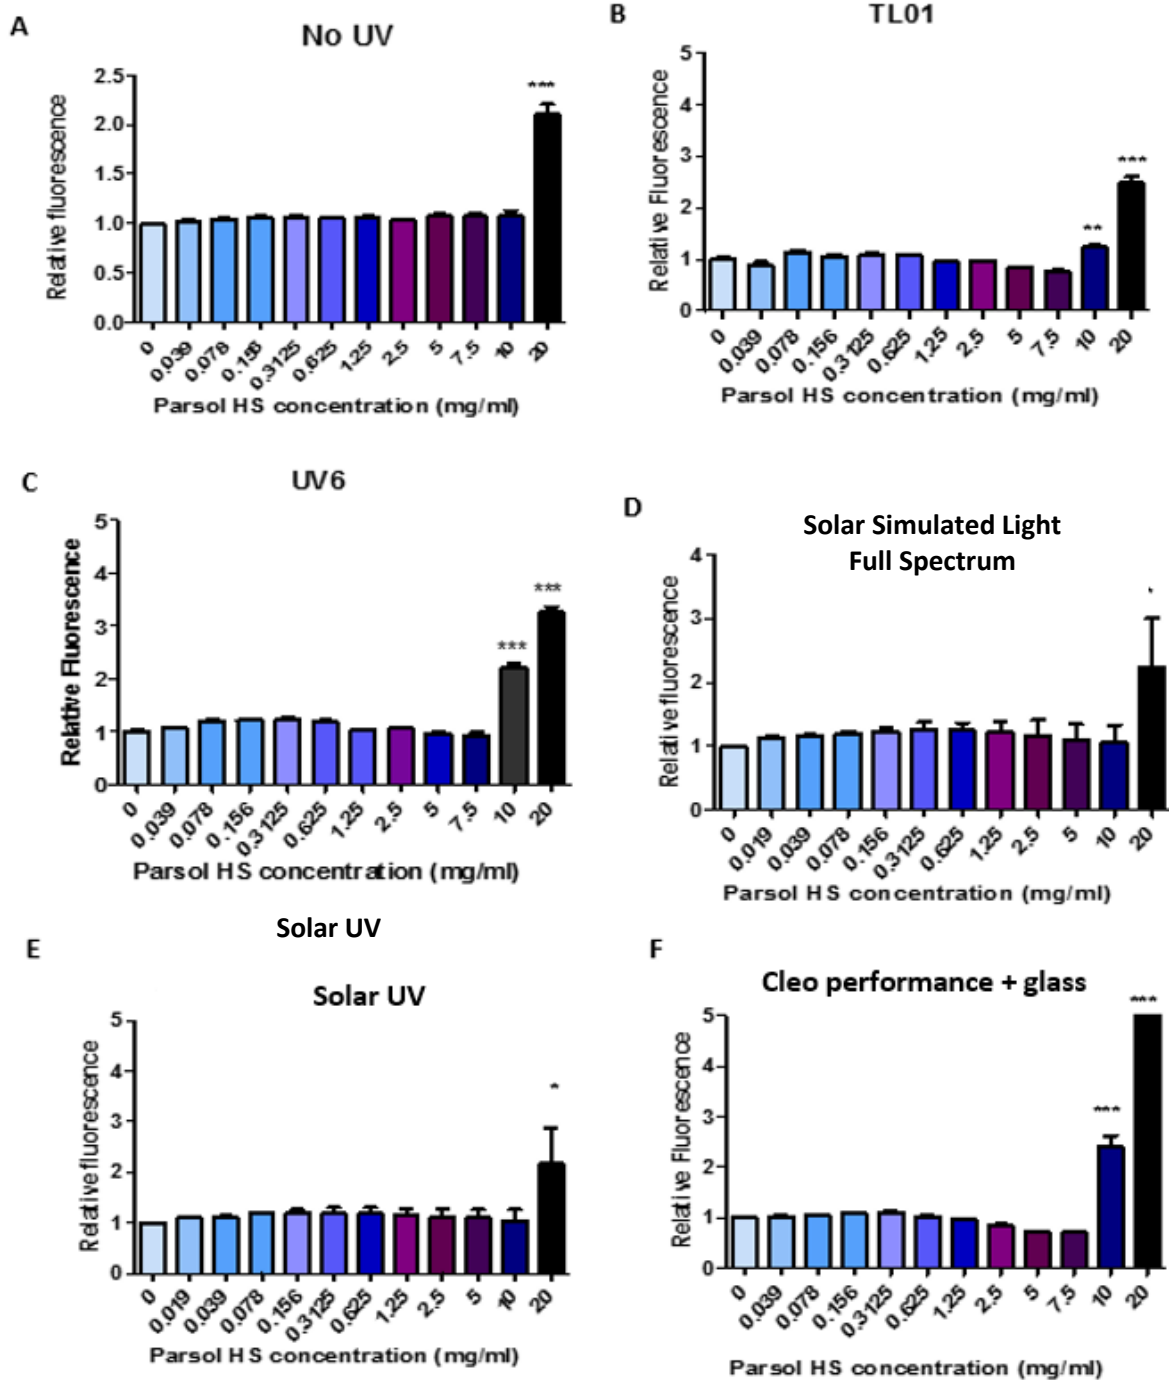 A
No UV
Relative fluorescence
2.5
2.0
1.5
1.0
0.5
0.0
***
0 0.039 0.078 0.156 0.3125 0.625 1.25 2.5 5 7.5 10 20
Parsol HS concentration (mg/ml)
B
TL01
Relative Fluorescence
5
4
3
2
1
0
** ***
0 0.039 0.078 0.156 0.3125 0.625 1.25 2.5 5 7.5 10 20
Parsol HS concentration (mg/ml)
C
UV6
Relative Fluorescence
5
4
3
2
1
0
*** ***
0 0.039 0.078 0.156 0.3125 0.625 1.25 2.5 5 7.5 10 20
Parsol HS concentration (mg/ml)
D
Solar Simulated Light
Full Spectrum
Relative fluorescence
4
3
2
1
0
*
0 0.019 0.039 0.078 0.156 0.3125 0.625 1.25 2.5 5 10 20
Parsol HS concentration (mg/ml)
Solar UV
E
Solar UV
Relative fluorescence
5
4
3
2
1
0
*
0 0.019 0.039 0.078 0.156 0.3125 0.625 1.25 2.5 5 10 20
Parsol HS concentration (mg/ml)
F
Cleo performance + glass
Relative Fluorescence
5
4
3
2
1
0
*** ***
0 0.039 0.078 0.156 0.3125 0.625 1.25 2.5 5 7.5 10 20
Parsol HS concentration (mg/ml)